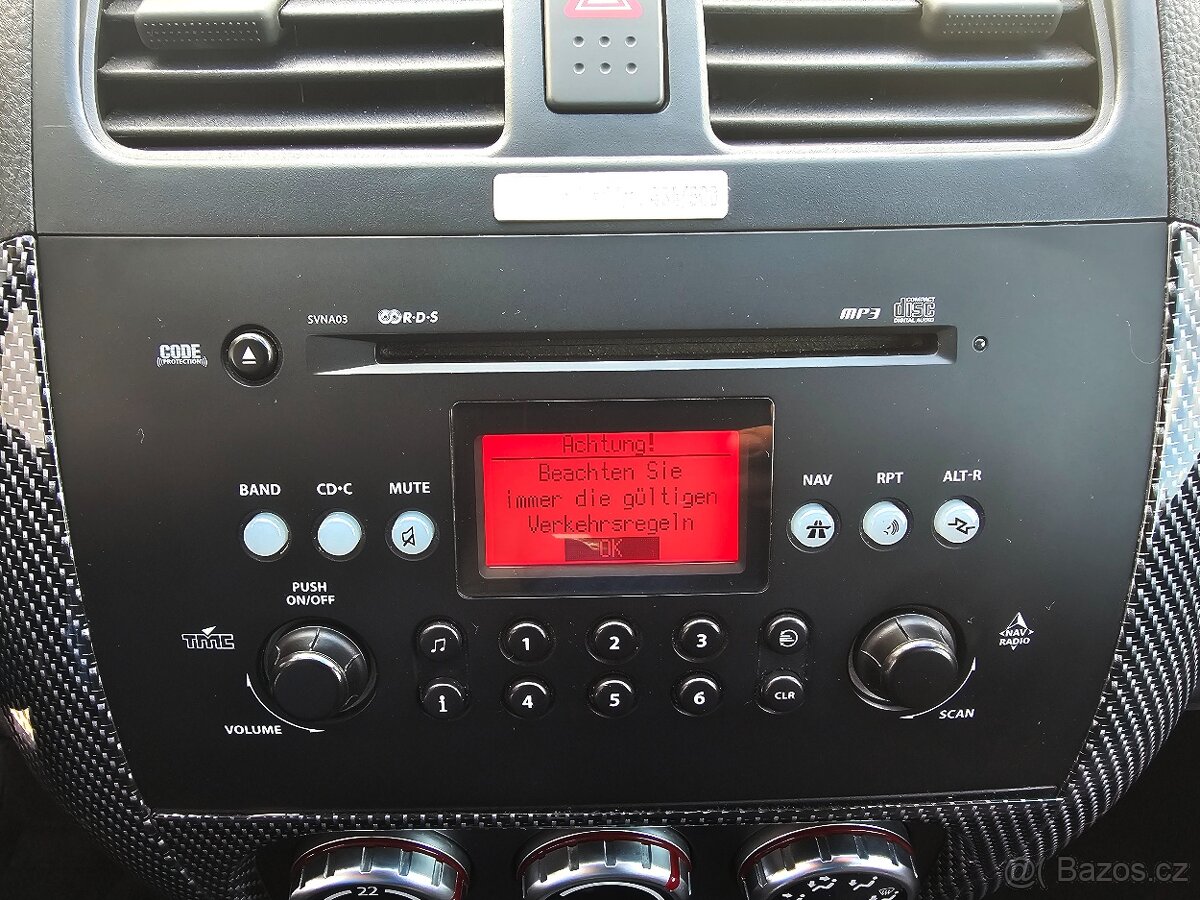 SVNA03
R·D·S
MP3
COMPACT
disc
DIGITAL AUDIO
CODE
PROTECTION
Achtung!
Beachten Sie
immer die gültigen
Verkehrsregeln
OK
BAND
CD•C
MUTE
NAV
RPT
ALT-R
PUSH
ON/OFF
TMC
VOLUME
1
2
3
i
4
5
6
CLR
NAV
RADIO
SCAN
22
@( Bazos.cz